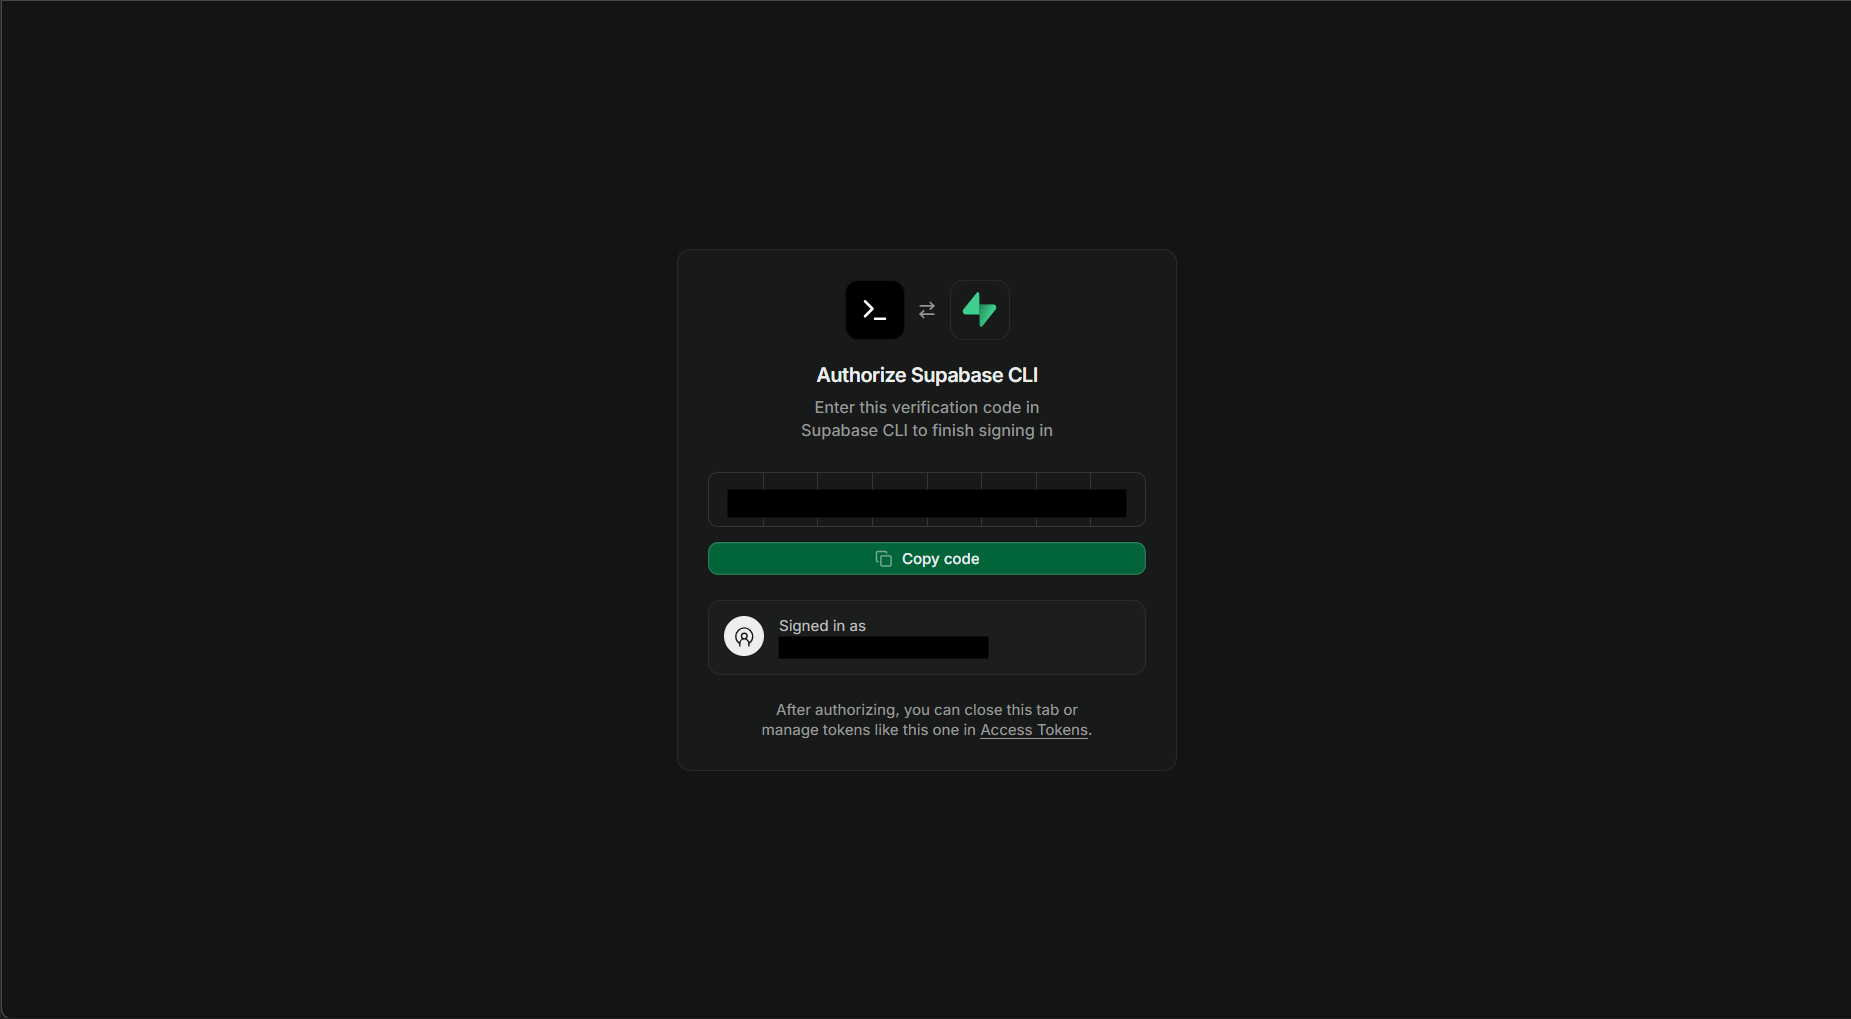 Authorize Supabase CLI
Enter this verification code in
Supabase CLI to finish signing in
Copy code
Signed in as
After authorizing, you can close this tab or
manage tokens like this one in Access Tokens.